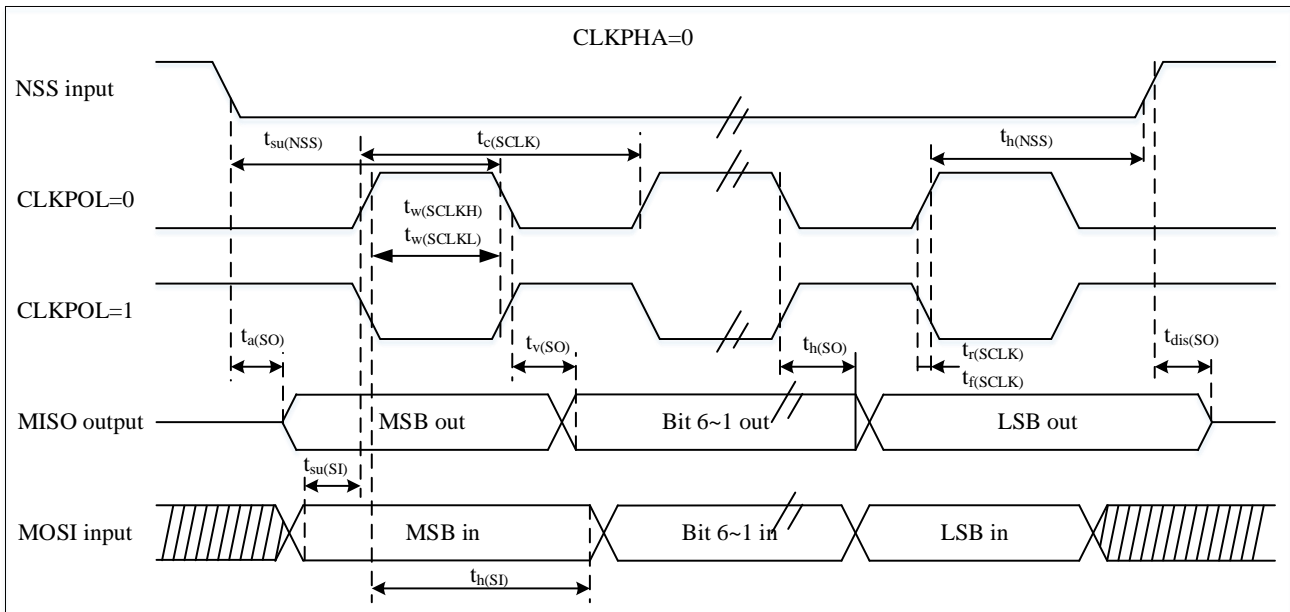 CLKPHA=0
NSS input
tsu(NSS)
tc(SCLK)
th(NSS)
CLKPOL=0
tw(SCLKH)
tw(SCLKL)
CLKPOL=1
ta(SO)
tv(SO)
th(SO)
tr(SCLK)
tf(SCLK)
tdis(SO)
MISO output
MSB out
Bit 6~1 out
LSB out
tsu(SI)
MOSI input
MSB in
Bit 6~1 in
LSB in
th(SI)